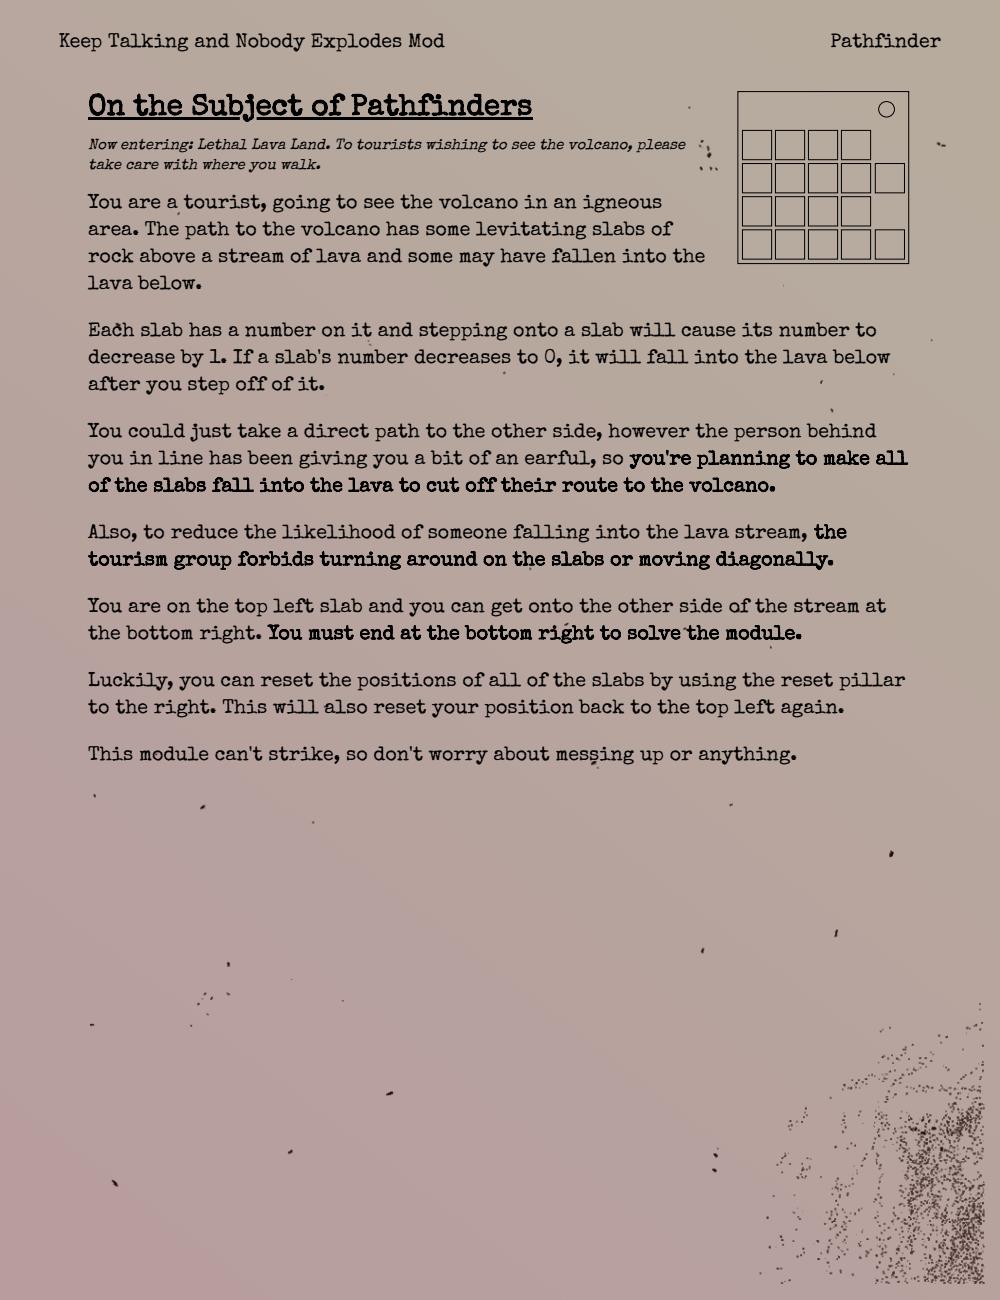 Keep Talking and Nobody Explodes Mod
Pathfinder
On the Subject of Pathfinders
Now entering: Lethal Lava Land. To tourists wishing to see the volcano, please
take care with where you walk.
You are a tourist, going to see the volcano in an igneous
area. The path to the volcano has some levitating slabs of
rock above a stream of lava and some may have fallen into the
lava below.
Each slab has a number on it and stepping onto a slab will cause its number to
decrease by 1. If a slab's number decreases to 0, it will fall into the lava below
after you step off of it.
You could just take a direct path to the other side, however the person behind
you in line has been giving you a bit of an earful, so you're planning to make all
of the slabs fall into the lava to cut off their route to the volcano.
Also, to reduce the likelihood of someone falling into the lava stream, the
tourism group forbids turning around on the slabs or moving diagonally.
You are on the top left slab and you can get onto the other side of the stream at
the bottom right. You must end at the bottom right to solve the module.
Luckily, you can reset the positions of all of the slabs by using the reset pillar
to the right. This will also reset your position back to the top left again.
This module can't strike, so don't worry about messing up or anything.